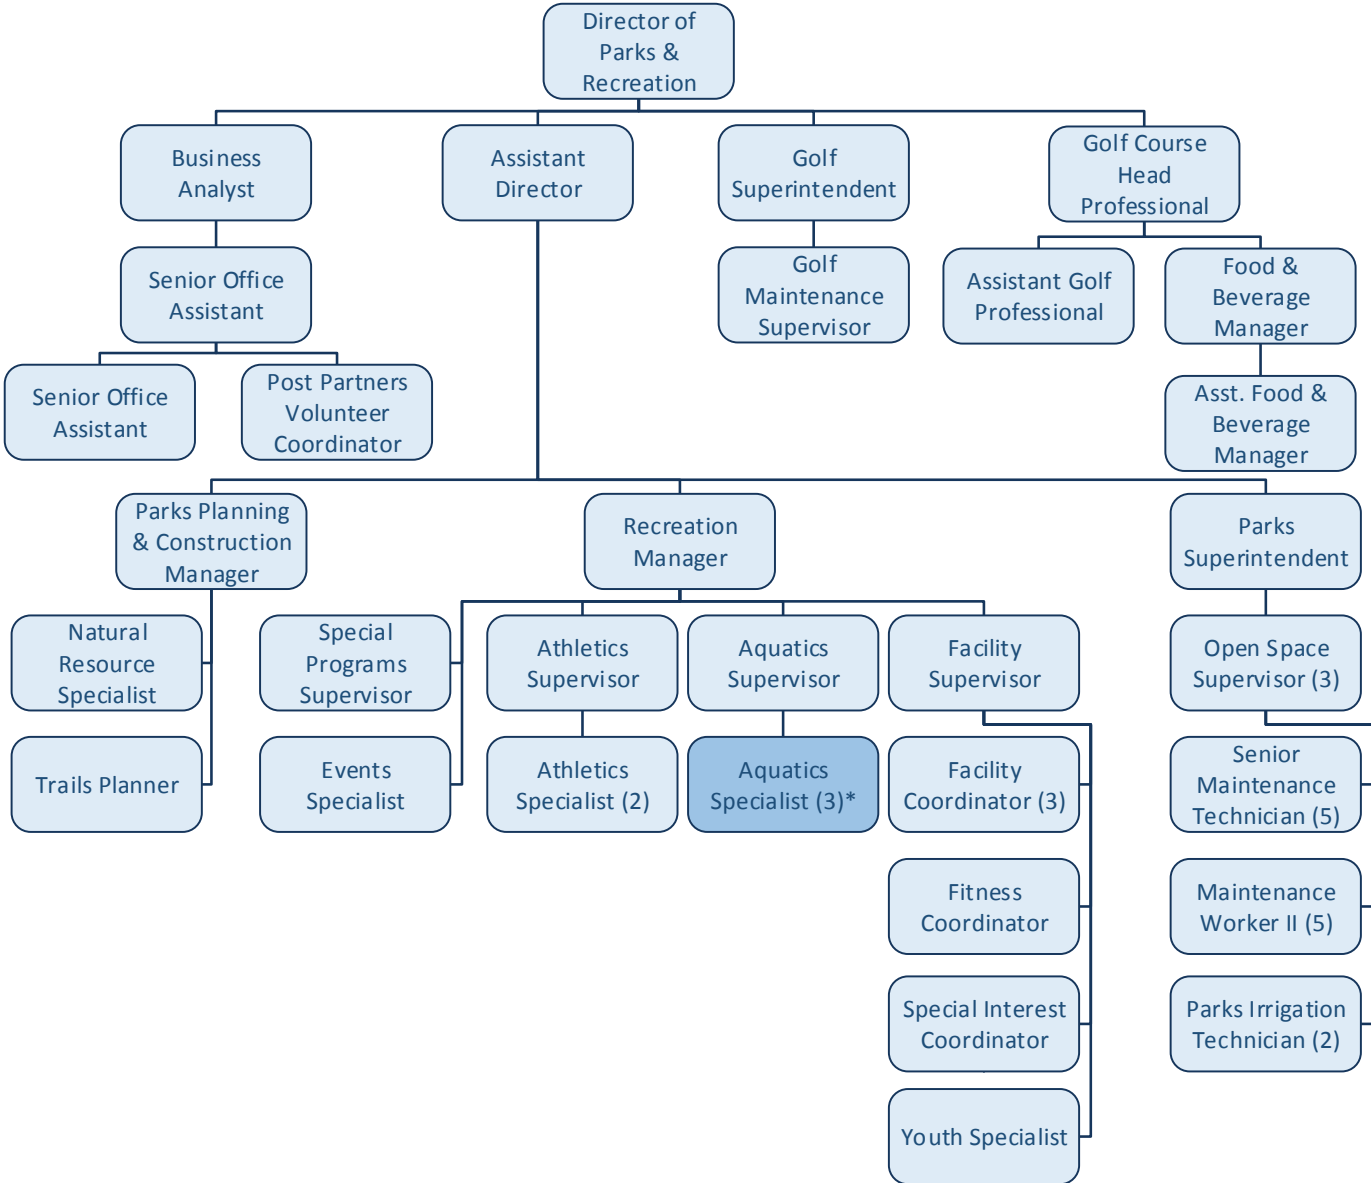 Director of
Parks &
Recreation
Business
Analyst
Assistant
Director
Golf
Superintendent
Golf Course
Head
Professional
Senior Office
Assistant
Golf
Maintenance
Supervisor
Assistant Golf
Professional
Food &
Beverage
Manager
Senior Office
Assistant
Post Partners
Volunteer
Coordinator
Asst. Food &
Beverage
Manager
Parks Planning
& Construction
Manager
Recreation
Manager
Parks
Superintendent
Natural
Resource
Specialist
Special
Programs
Supervisor
Athletics
Supervisor
Aquatics
Supervisor
Facility
Supervisor
Open Space
Supervisor (3)
Trails Planner
Events
Specialist
Athletics
Specialist (2)
Aquatics
Specialist (3)*
Facility
Coordinator (3)
Senior
Maintenance
Technician (5)
Fitness
Coordinator
Maintenance
Worker II (5)
Special Interest
Coordinator
Parks Irrigation
Technician (2)
Youth Specialist